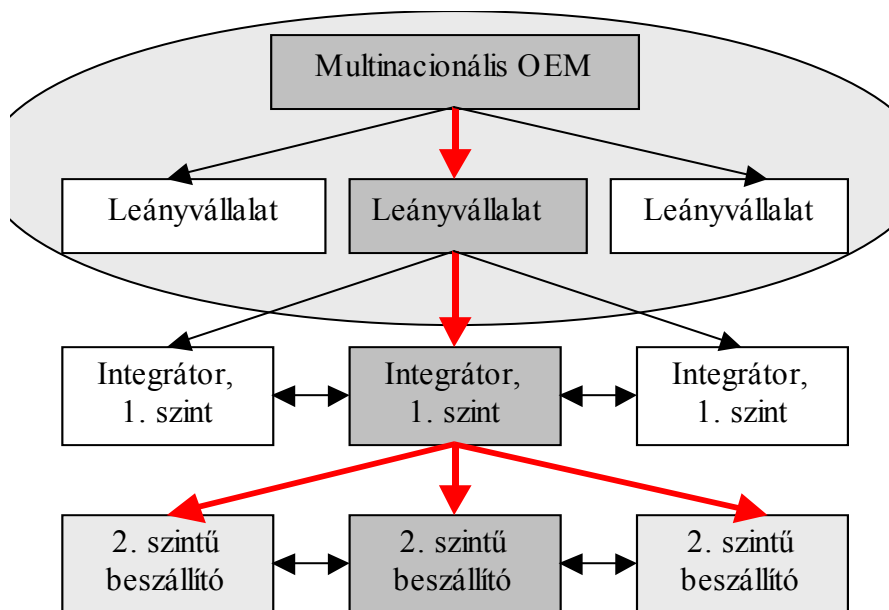 Multinacionális OEM
Leányvállalat
Leányvállalat
Leányvállalat
Integrátor,
1. szint
Integrátor,
1. szint
Integrátor,
1. szint
2. szintű
beszállító
2. szintű
beszállító
2. szintű
beszállító